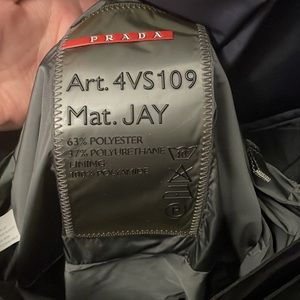 PRADA
Art. 4VS109
Mat. JAY
63% POLYESTER
37% POLYURETHANE
LINING
100% POLYAMIDE